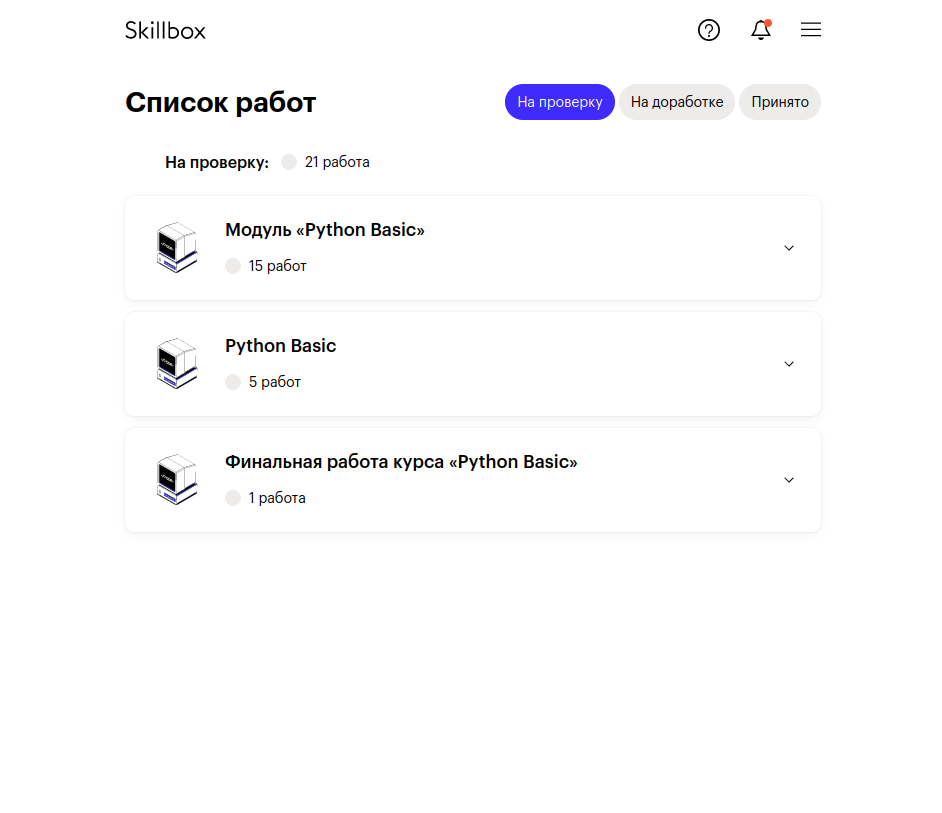 Skillbox
Список работ
На проверку
На доработке
Принято
На проверку: 21 работа
Модуль «Python Basic»
15 работ
Python Basic
5 работ
Финальная работа курса «Python Basic»
1 работа